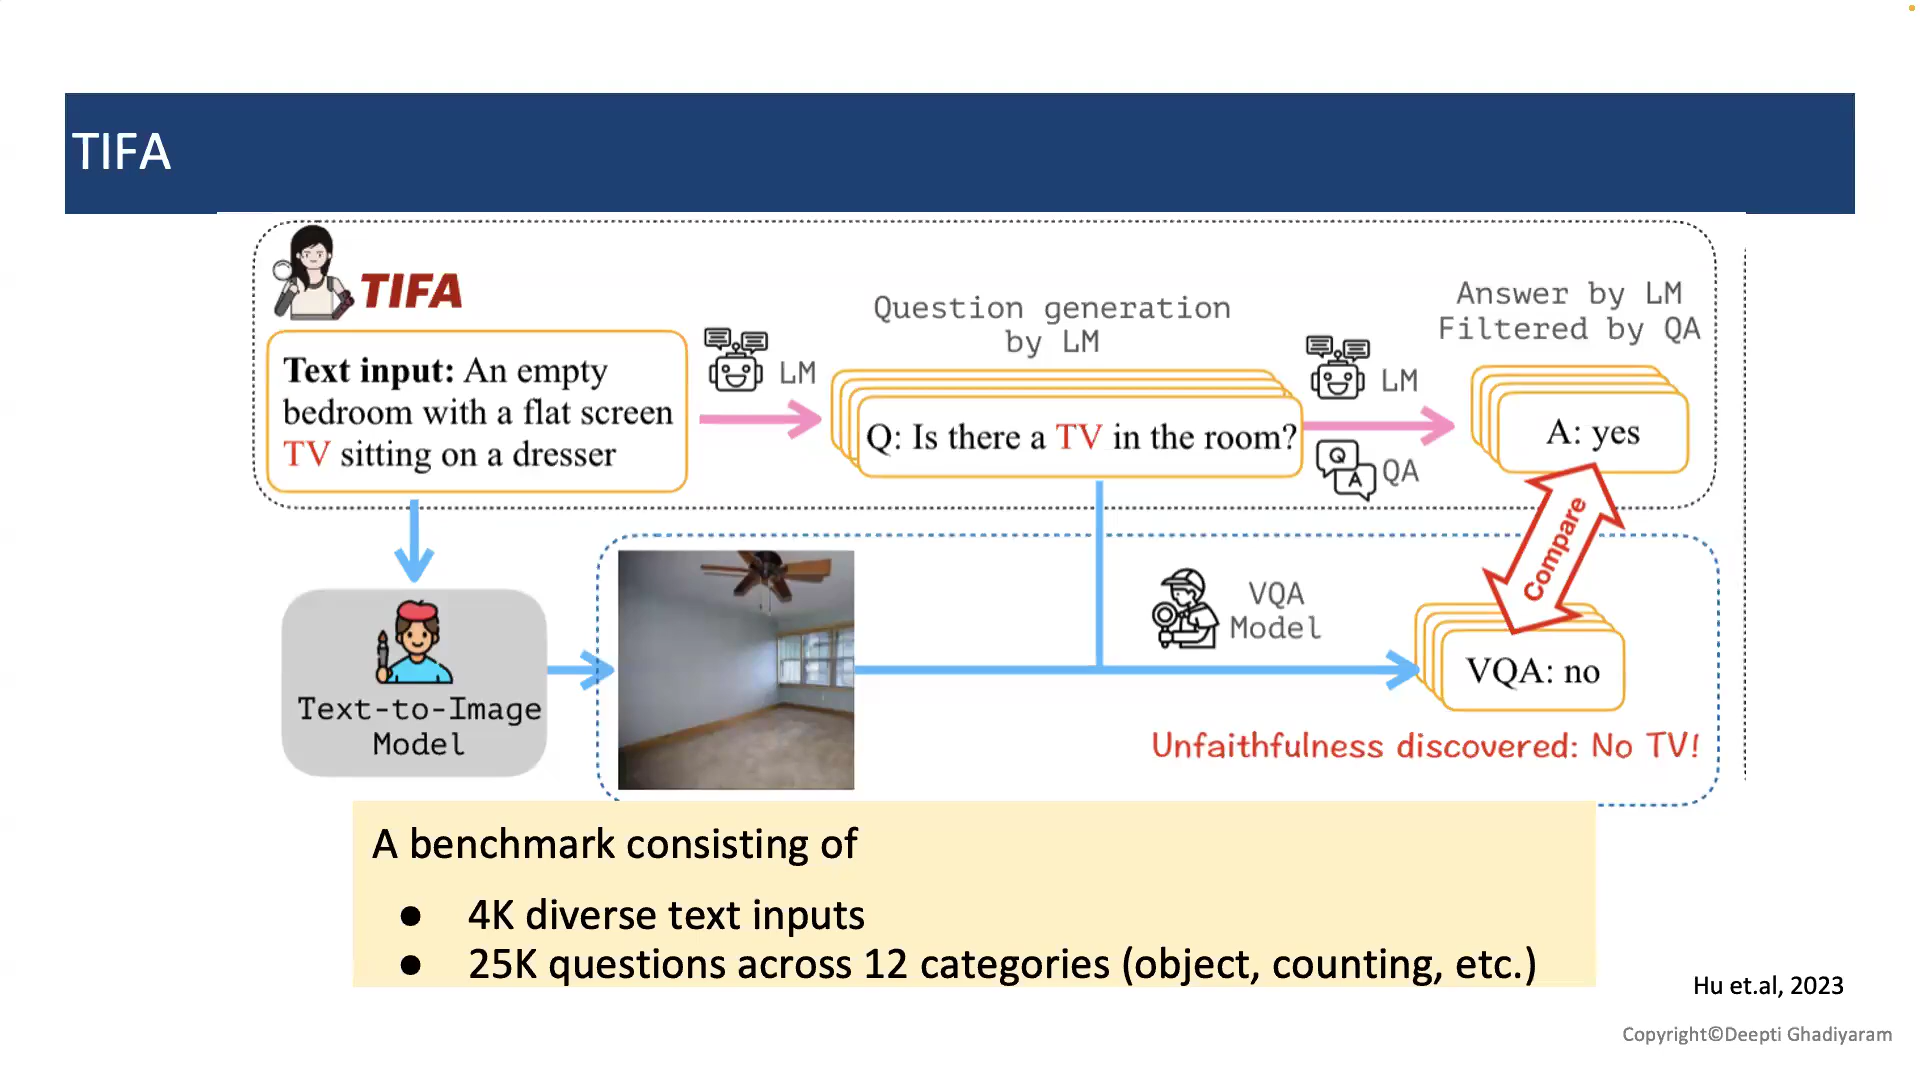 TIFA
TIFA
Text input: An empty
bedroom with a flat screen
TV sitting on a dresser
LM
Question generation
by LM
Q: Is there a TV in the room?
LM
Q
A
QA
Answer by LM
Filtered by QA
A: yes
Compare
Text-to-Image
Model
VQA
Model
VQA: no
Unfaithfulness discovered: No TV!
A benchmark consisting of
● 4K diverse text inputs
● 25K questions across 12 categories (object, counting, etc.)
Hu et.al, 2023
Copyright©Deepti Ghadiyaram